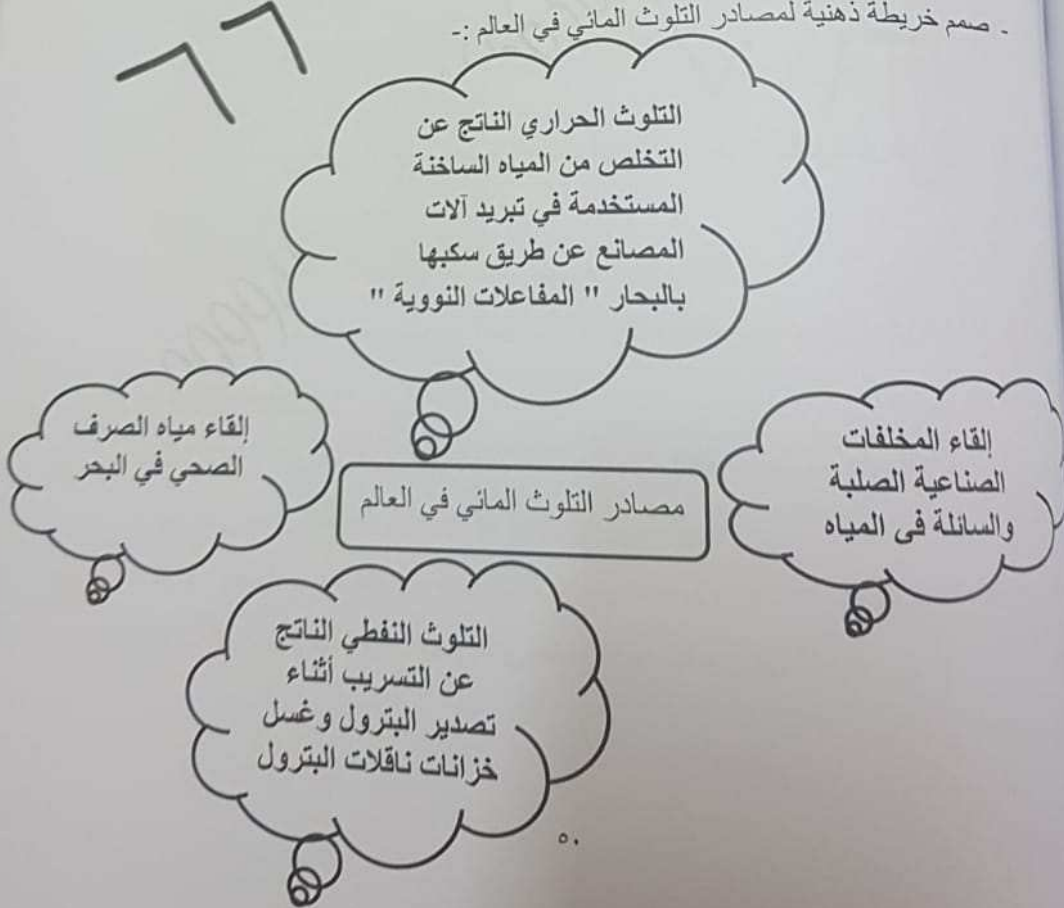 - صمم خريطة ذهنية لمصادر التلوث المائي في العالم :-
٦٦
التلوث الحراري الناتج عن
التخلص من المياه الساخنة
المستخدمة في تبريد آلات
المصانع عن طريق سكبها
بالبحار " المفاعلات النووية "
إلقاء المخلفات
الصناعية الصلبة
والسائلة فى المياه
مصادر التلوث المائي في العالم
إلقاء مياه الصرف
الصحي في البحر
التلوث النفطي الناتج
عن التسريب أثناء
تصدير البترول وغسل
خزانات ناقلات البترول
٥٠